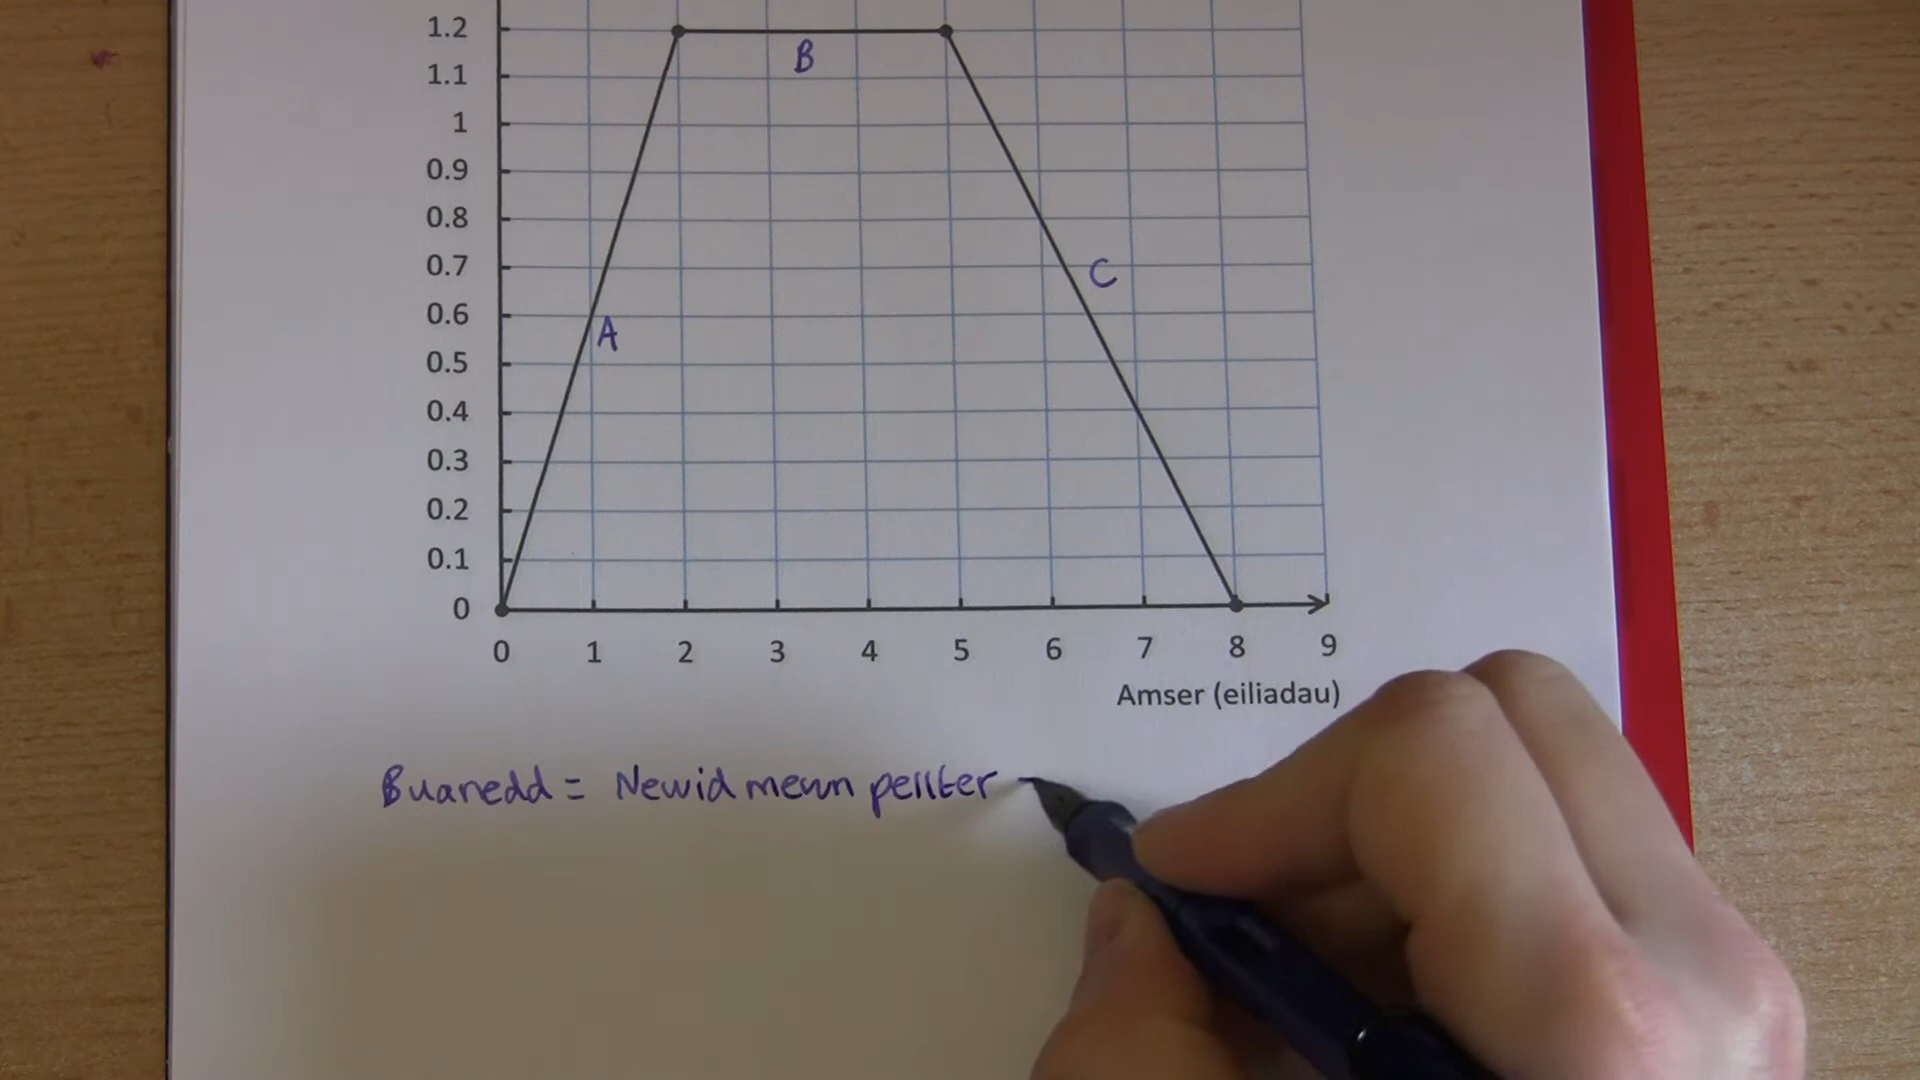 1.2
B
1.1
1
0.9
0.8
0.7
C
0.6
A
0.5
0.4
0.3
0.2
0.1
0
0 1 2 3 4 5 6 7 8 9
Amser (eiliadau)
Buanedd = Newid mewn pellter